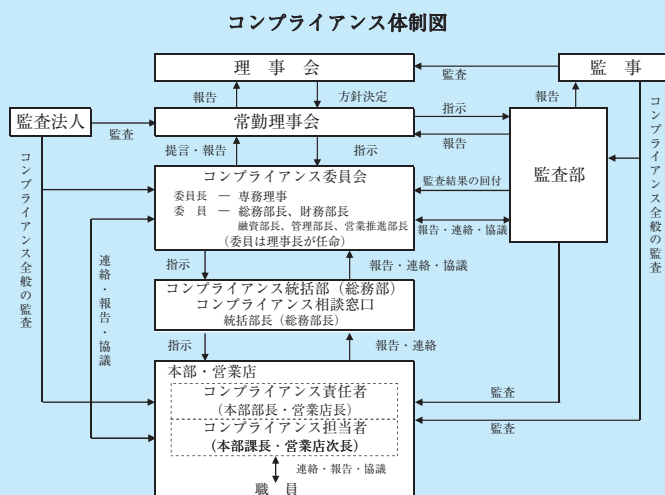 コンプライアンス体制図
理事会
監事
監査
報告
方針決定
報告
監査法人
監査
常勤理事会
指示
報告
監査部
提言・報告
指示
コンプライアンス委員会
委員長 ― 専務理事
委　員 ― 総務部長、財務部長
融資部長、管理部長、営業推進部長
（委員は理事長が任命）
監査結果の回付
報告・連絡・協議
コンプライアンス全般の監査
連絡・報告・協議
コンプライアンス全般の監査
指示
報告・連絡・協議
コンプライアンス統括部（総務部）
コンプライアンス相談窓口
統括部長（総務部長）
指示
報告・連絡
本部・営業店
コンプライアンス責任者
（本部部長・営業店長）
コンプライアンス担当者
（本部課長・営業店次長）
監査
監査
連絡・報告・協議
職員